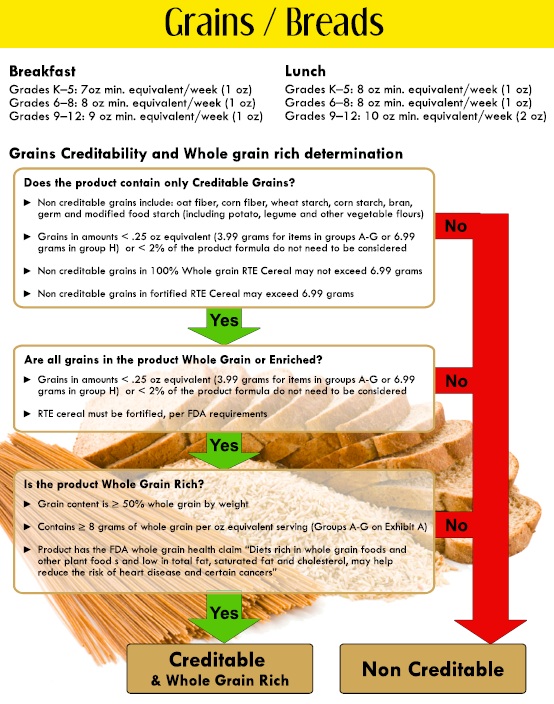 Grains / Breads
Breakfast
Grades K–5: 7oz min. equivalent/week (1 oz)
Grades 6–8: 8 oz min. equivalent/week (1 oz)
Grades 9–12: 9 oz min. equivalent/week (1 oz)
Lunch
Grades K–5: 8 oz min. equivalent/week (1 oz)
Grades 6–8: 8 oz min. equivalent/week (1 oz)
Grades 9–12: 10 oz min. equivalent/week (2 oz)
Grains Creditability and Whole grain rich determination
Does the product contain only Creditable Grains?
► Non creditable grains include: oat fiber, corn fiber, wheat starch, corn starch, bran,
germ and modified food starch (including potato, legume and other vegetable flours)
► Grains in amounts < .25 oz equivalent (3.99 grams for items in groups A-G or 6.99
grams in group H) or < 2% of the product formula do not need to be considered
► Non creditable grains in 100% Whole grain RTE Cereal may not exceed 6.99 grams
► Non creditable grains in fortified RTE Cereal may exceed 6.99 grams
No
Yes
Are all grains in the product Whole Grain or Enriched?
► Grains in amounts < .25 oz equivalent (3.99 grams for items in groups A-G or 6.99
grams in group H) or < 2% of the product formula do not need to be considered
► RTE cereal must be fortified, per FDA requirements
No
Yes
Is the product Whole Grain Rich?
► Grain content is ≥ 50% whole grain by weight
► Contains ≥ 8 grams of whole grain per oz equivalent serving (Groups A-G on Exhibit A)
► Product has the FDA whole grain health claim “Diets rich in whole grain foods and
other plant food s and low in total fat, saturated fat and cholesterol, may help
reduce the risk of heart disease and certain cancers”
No
Yes
Creditable
& Whole Grain Rich
Non Creditable